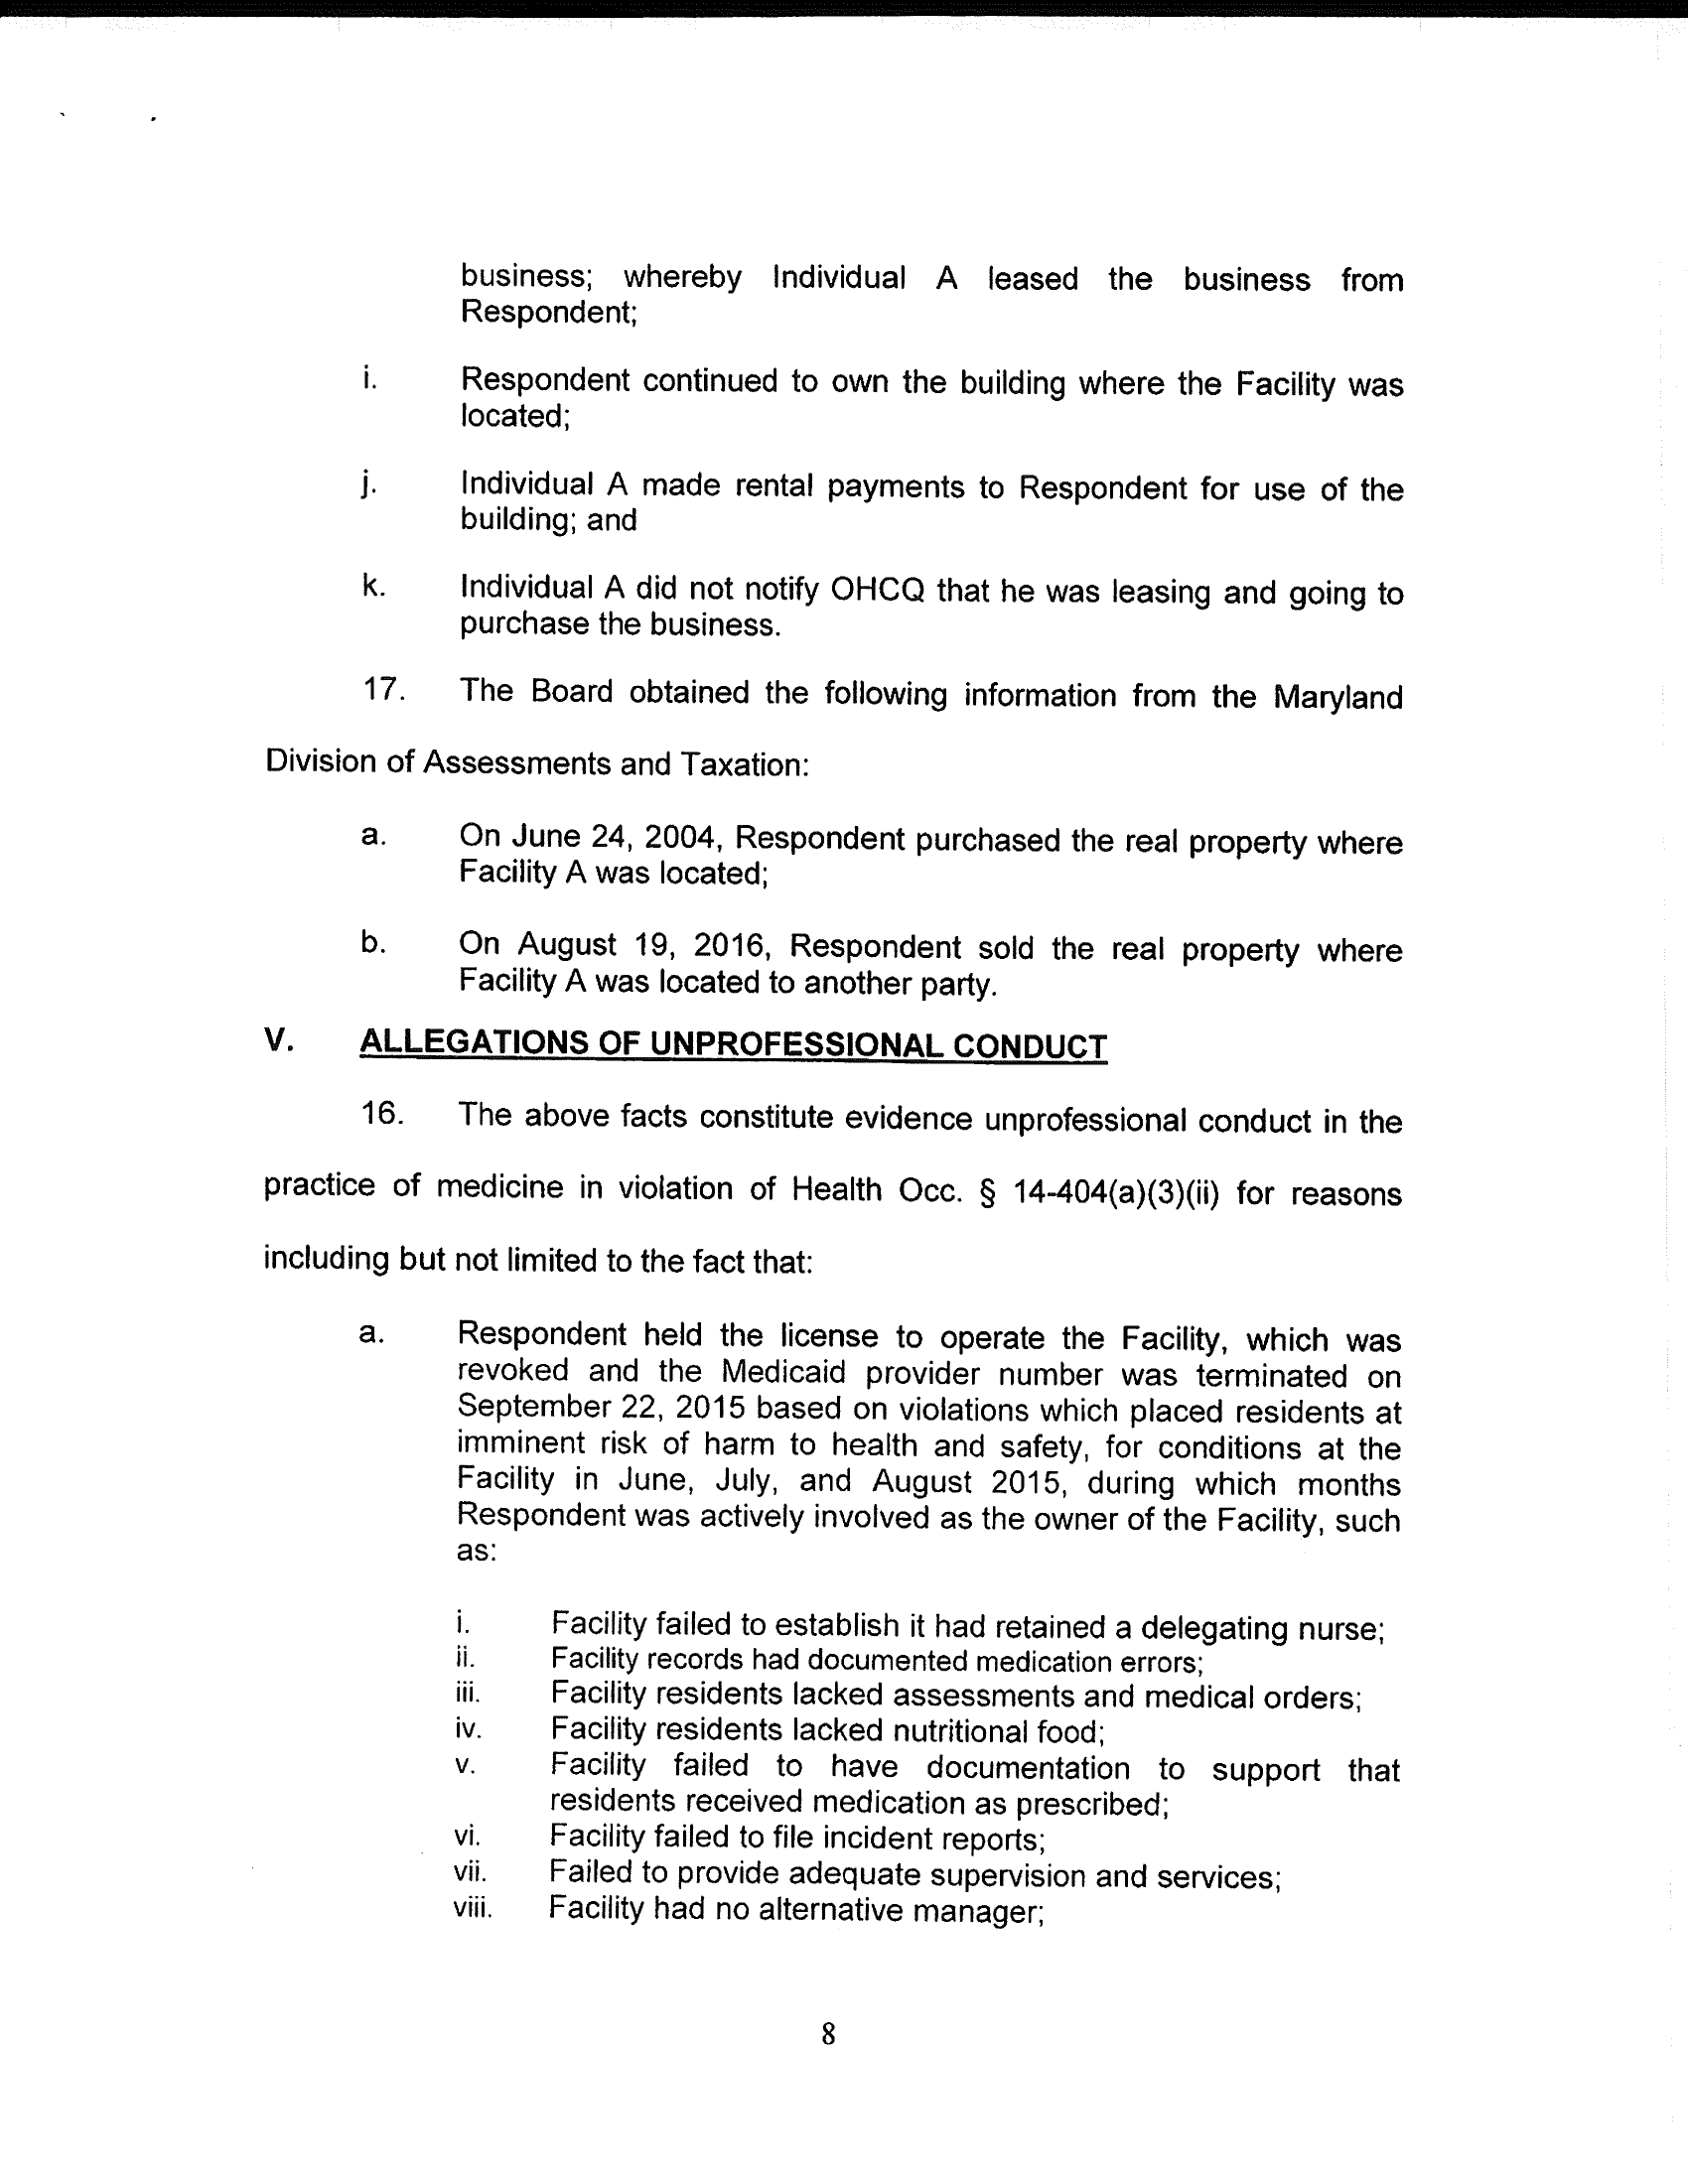 business; whereby Individual A leased the business from
Respondent;
i. Respondent continued to own the building where the Facility was
located;
j. Individual A made rental payments to Respondent for use of the
building; and
k. Individual A did not notify OHCQ that he was leasing and going to
purchase the business.
17. The Board obtained the following information from the Maryland
Division of Assessments and Taxation:
a. On June 24, 2004, Respondent purchased the real property where
Facility A was located;
b. On August 19, 2016, Respondent sold the real property where
Facility A was located to another party.
V. ALLEGATIONS OF UNPROFESSIONAL CONDUCT
16. The above facts constitute evidence unprofessional conduct in the
practice of medicine in violation of Health Occ. § 14-404(a)(3)(ii) for reasons
including but not limited to the fact that:
a. Respondent held the license to operate the Facility, which was
revoked and the Medicaid provider number was terminated on
September 22, 2015 based on violations which placed residents at
imminent risk of harm to health and safety, for conditions at the
Facility in June, July, and August 2015, during which months
Respondent was actively involved as the owner of the Facility, such
as:
i. Facility failed to establish it had retained a delegating nurse;
ii. Facility records had documented medication errors;
iii. Facility residents lacked assessments and medical orders;
iv. Facility residents lacked nutritional food;
v. Facility failed to have documentation to support that
residents received medication as prescribed;
vi. Facility failed to file incident reports;
vii. Failed to provide adequate supervision and services;
viii. Facility had no alternative manager;
8